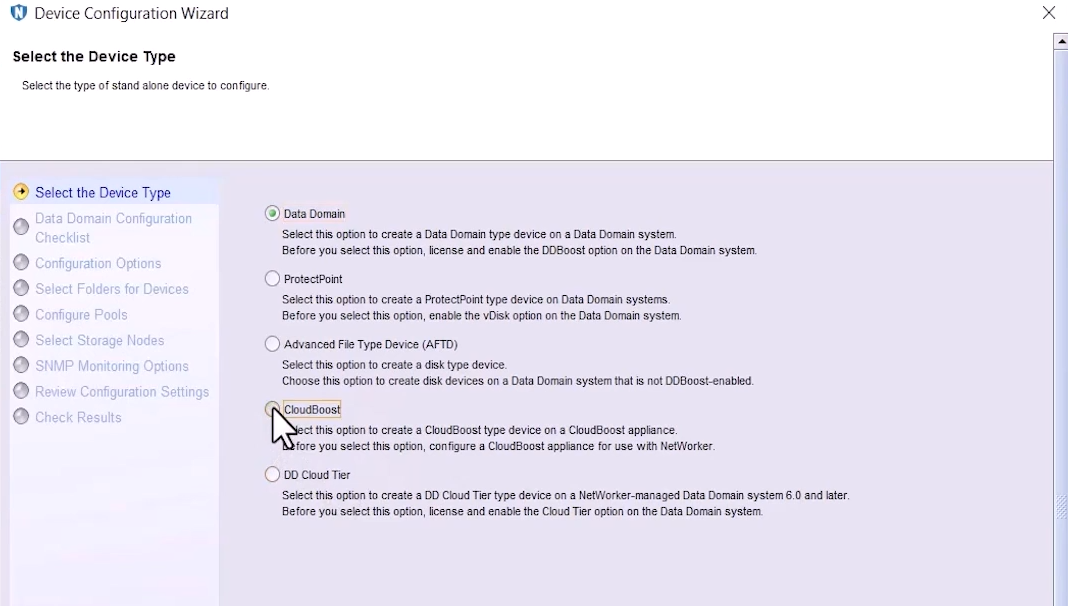 Device Configuration Wizard
Select the Device Type
Select the type of stand alone device to configure.
Select the Device Type
Data Domain Configuration
Checklist
Configuration Options
Select Folders for Devices
Configure Pools
Select Storage Nodes
SNMP Monitoring Options
Review Configuration Settings
Check Results
Data Domain
Select this option to create a Data Domain type device on a Data Domain system.
Before you select this option, license and enable the DDBoost option on the Data Domain system.
ProtectPoint
Select this option to create a ProtectPoint type device on Data Domain systems.
Before you select this option, enable the vDisk option on the Data Domain system.
Advanced File Type Device (AFTD)
Select this option to create a disk type device.
Choose this option to create disk devices on a Data Domain system that is not DDBoost-enabled.
CloudBoost
Select this option to create a CloudBoost type device on a CloudBoost appliance.
Before you select this option, configure a CloudBoost appliance for use with NetWorker.
DD Cloud Tier
Select this option to create a DD Cloud Tier type device on a NetWorker-managed Data Domain system 6.0 and later.
Before you select this option, license and enable the Cloud Tier option on the Data Domain system.